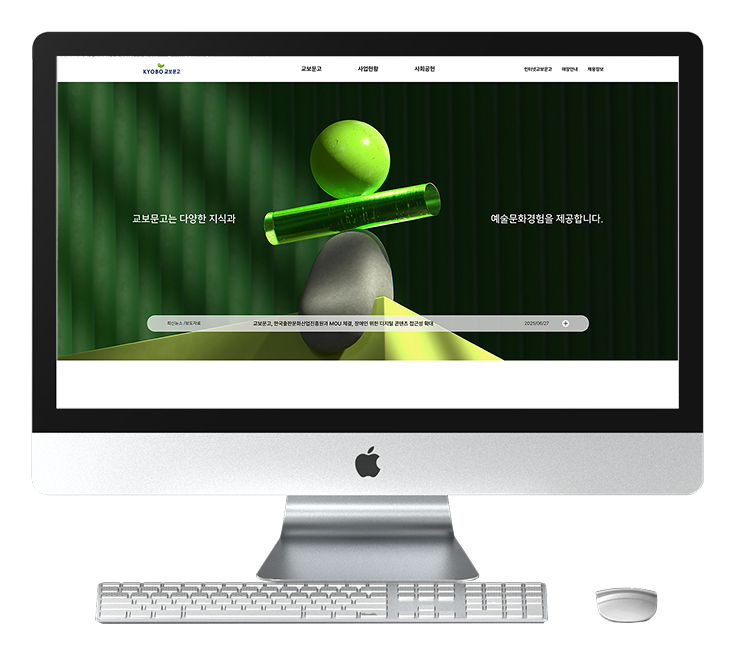 KYOBO 교보문고
교보문고 사업현황 사회공헌
인터넷교보문고 매장안내 채용정보
교보문고는 다양한 지식과 예술문화경험을 제공합니다.
최신뉴스/보도자료 교보문고, 한국출판문화산업진흥원과 MOU 체결, 장애인 위한 디지털 콘텐츠 접근성 확대 2025/06/27